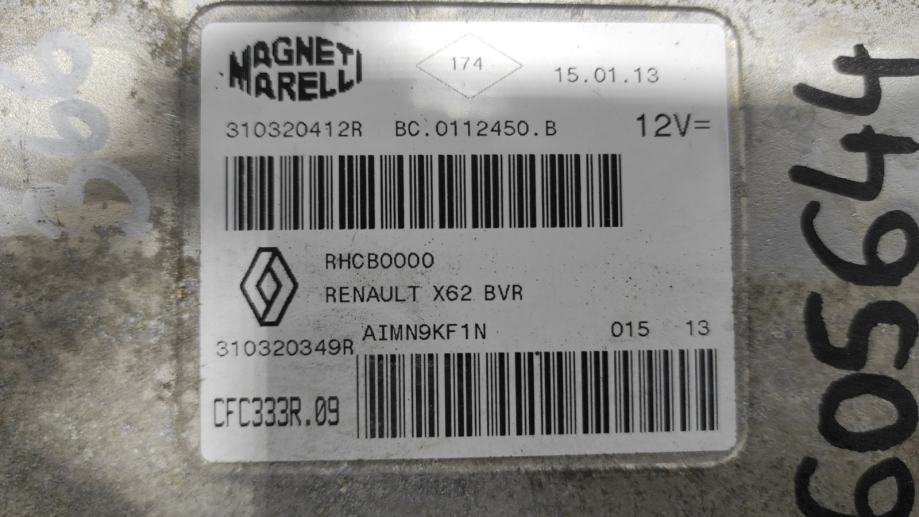 MAGNETI
MARELLI
174
15.01.13
310320412R BC.0112450.B 12V=
RHCB0000
RENAULT X62 BVR
AIMN9KF1N 015 13
310320349R
CFC333R.09
605644